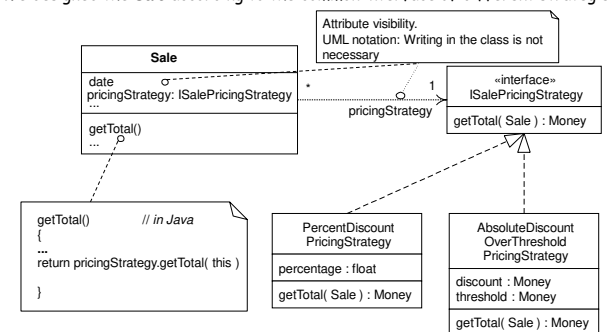 Attribute visibility.
UML notation: Writing in the class is not
necessary
Sale
date
pricingStrategy: ISalePricingStrategy
...
getTotal()
...
*
1
pricingStrategy
«interface»
ISalePricingStrategy
getTotal( Sale ) : Money
getTotal() // in Java
{
...
return pricingStrategy.getTotal( this )
}
PercentDiscount
PricingStrategy
percentage : float
getTotal( Sale ) : Money
AbsoluteDiscount
OverThreshold
PricingStrategy
discount : Money
threshold : Money
getTotal( Sale ) : Money